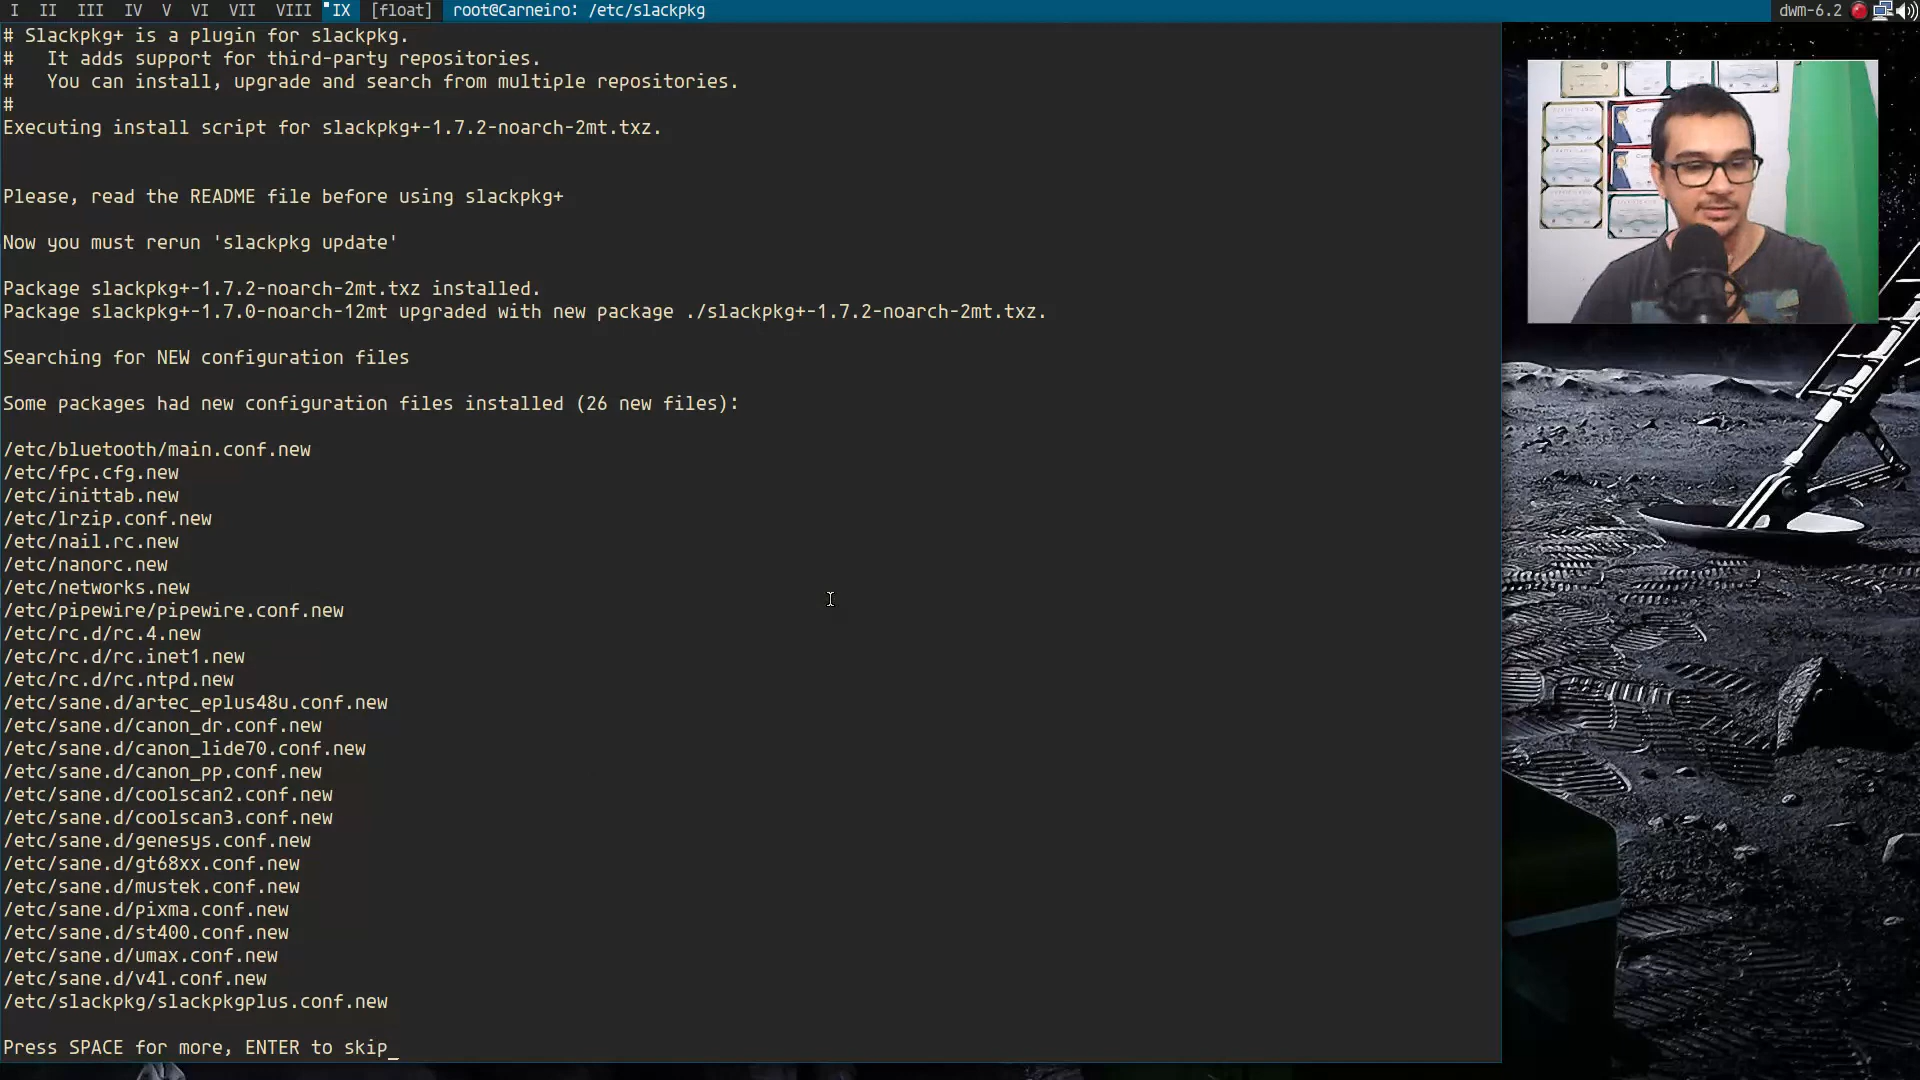 I II III IV V VI VII VIII IX [float] root@Carneiro: /etc/slackpkg dwm-6.2
# Slackpkg+ is a plugin for slackpkg.
#   It adds support for third-party repositories.
#   You can install, upgrade and search from multiple repositories.
#
Executing install script for slackpkg+-1.7.2-noarch-2mt.txz.
Please, read the README file before using slackpkg+
Now you must rerun 'slackpkg update'
Package slackpkg+-1.7.2-noarch-2mt.txz installed.
Package slackpkg+-1.7.0-noarch-12mt upgraded with new package ./slackpkg+-1.7.2-noarch-2mt.txz.
Searching for NEW configuration files
Some packages had new configuration files installed (26 new files):
/etc/bluetooth/main.conf.new
/etc/fpc.cfg.new
/etc/inittab.new
/etc/lrzip.conf.new
/etc/nail.rc.new
/etc/nanorc.new
/etc/networks.new
/etc/pipewire/pipewire.conf.new
/etc/rc.d/rc.4.new
/etc/rc.d/rc.inet1.new
/etc/rc.d/rc.ntpd.new
/etc/sane.d/artec_eplus48u.conf.new
/etc/sane.d/canon_dr.conf.new
/etc/sane.d/canon_lide70.conf.new
/etc/sane.d/canon_pp.conf.new
/etc/sane.d/coolscan2.conf.new
/etc/sane.d/coolscan3.conf.new
/etc/sane.d/genesys.conf.new
/etc/sane.d/gt68xx.conf.new
/etc/sane.d/mustek.conf.new
/etc/sane.d/pixma.conf.new
/etc/sane.d/st400.conf.new
/etc/sane.d/umax.conf.new
/etc/sane.d/v4l.conf.new
/etc/slackpkg/slackpkgplus.conf.new
Press SPACE for more, ENTER to skip_